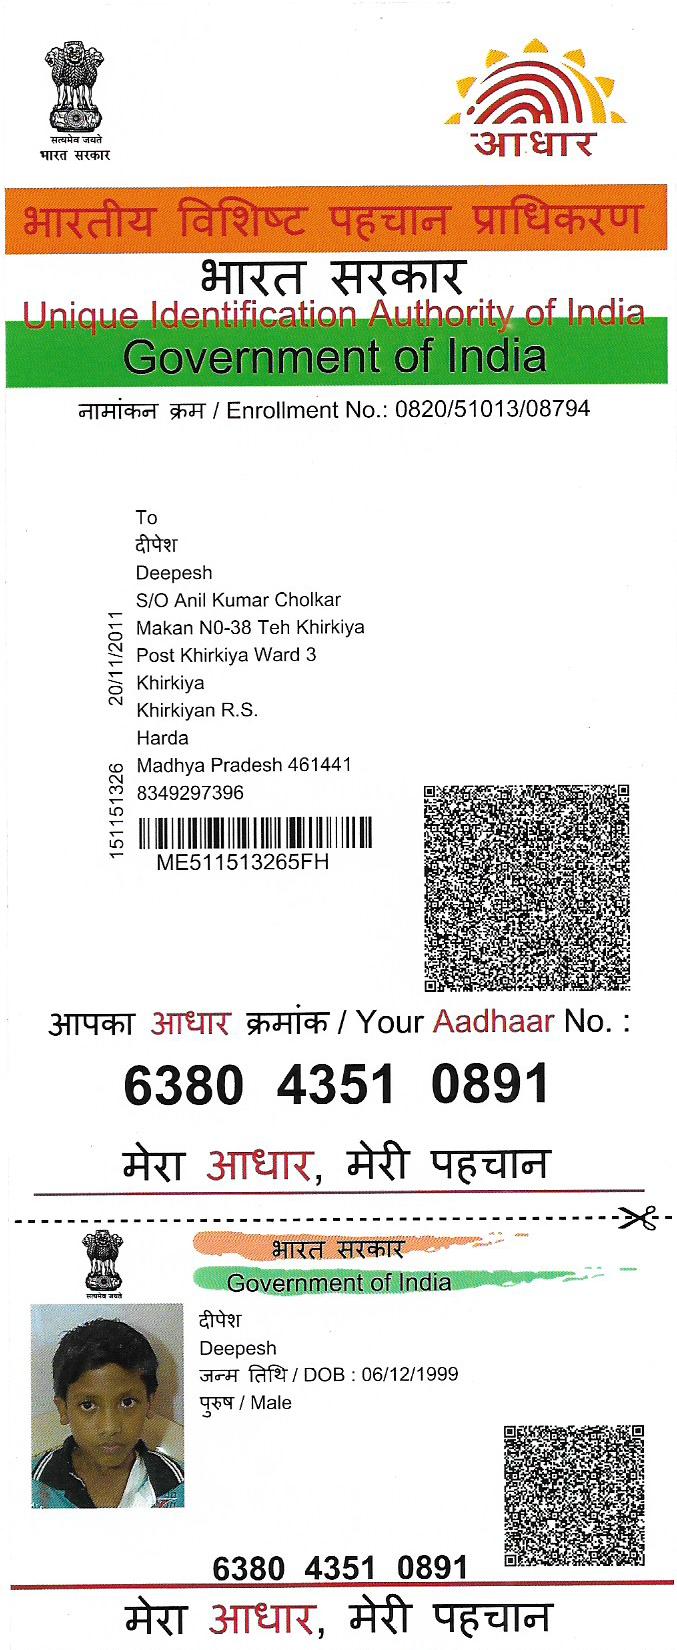 सत्यमेव जयते
भारत सरकार
आधार
भारतीय विशिष्ट पहचान प्राधिकरण
भारत सरकार
Unique Identification Authority of India
Government of India
नामांकन क्रम / Enrollment No.: 0820/51013/08794
To
दीपेश
Deepesh
S/O Anil Kumar Cholkar
Makan N0-38 Teh Khirkiya
Post Khirkiya Ward 3
Khirkiya
Khirkiyan R.S.
Harda
Madhya Pradesh 461441
8349297396
20/11/2011
151151326
ME511513265FH
आपका आधार क्रमांक / Your Aadhaar No. :
6380 4351 0891
मेरा आधार, मेरी पहचान
सत्यमेव जयते
भारत सरकार
Government of India
दीपेश
Deepesh
जन्म तिथि / DOB : 06/12/1999
पुरुष / Male
6380 4351 0891
मेरा आधार, मेरी पहचान